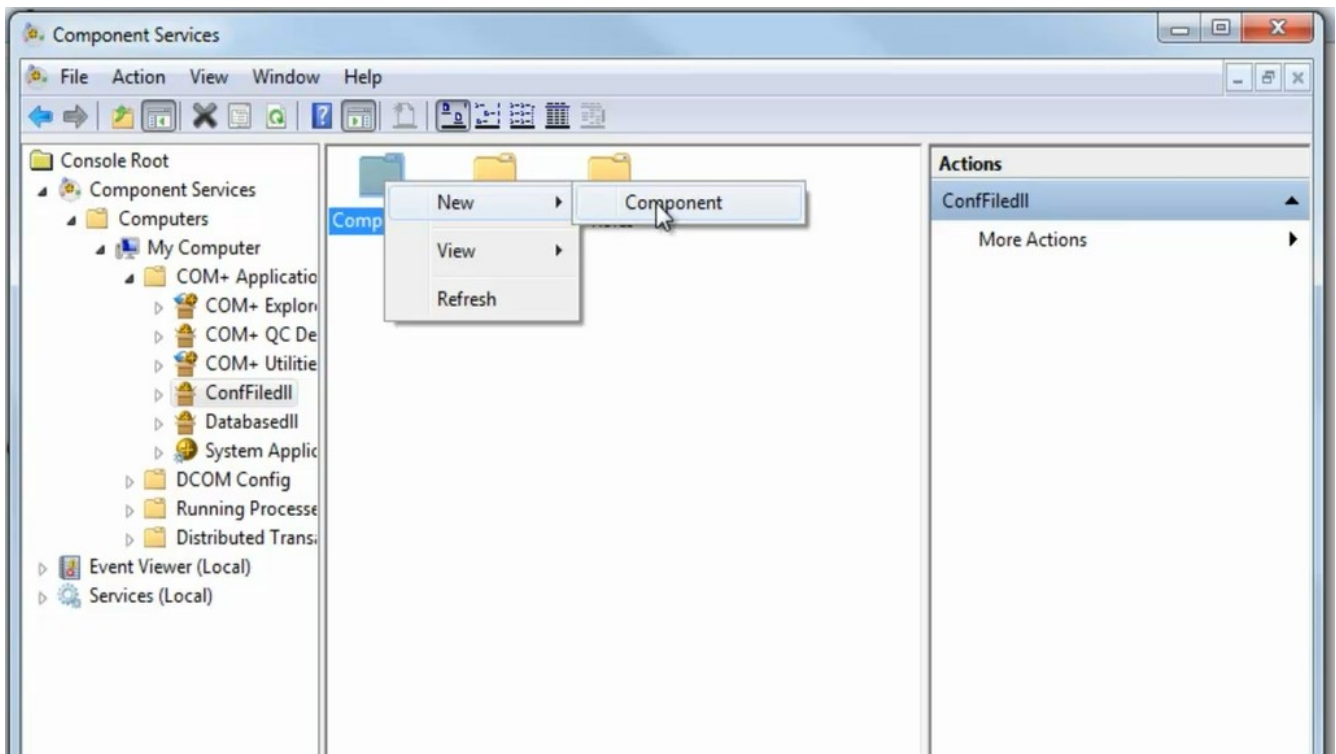 Component Services
File Action View Window Help
Console Root
Component Services
Computers
My Computer
COM+ Applicatio
COM+ Explor
COM+ QC De
COM+ Utilitie
ConfFiledll
Databasedll
System Applic
DCOM Config
Running Processe
Distributed Trans
Event Viewer (Local)
Services (Local)
Comp
New
Component
View
Refresh
Actions
ConfFiledll
More Actions